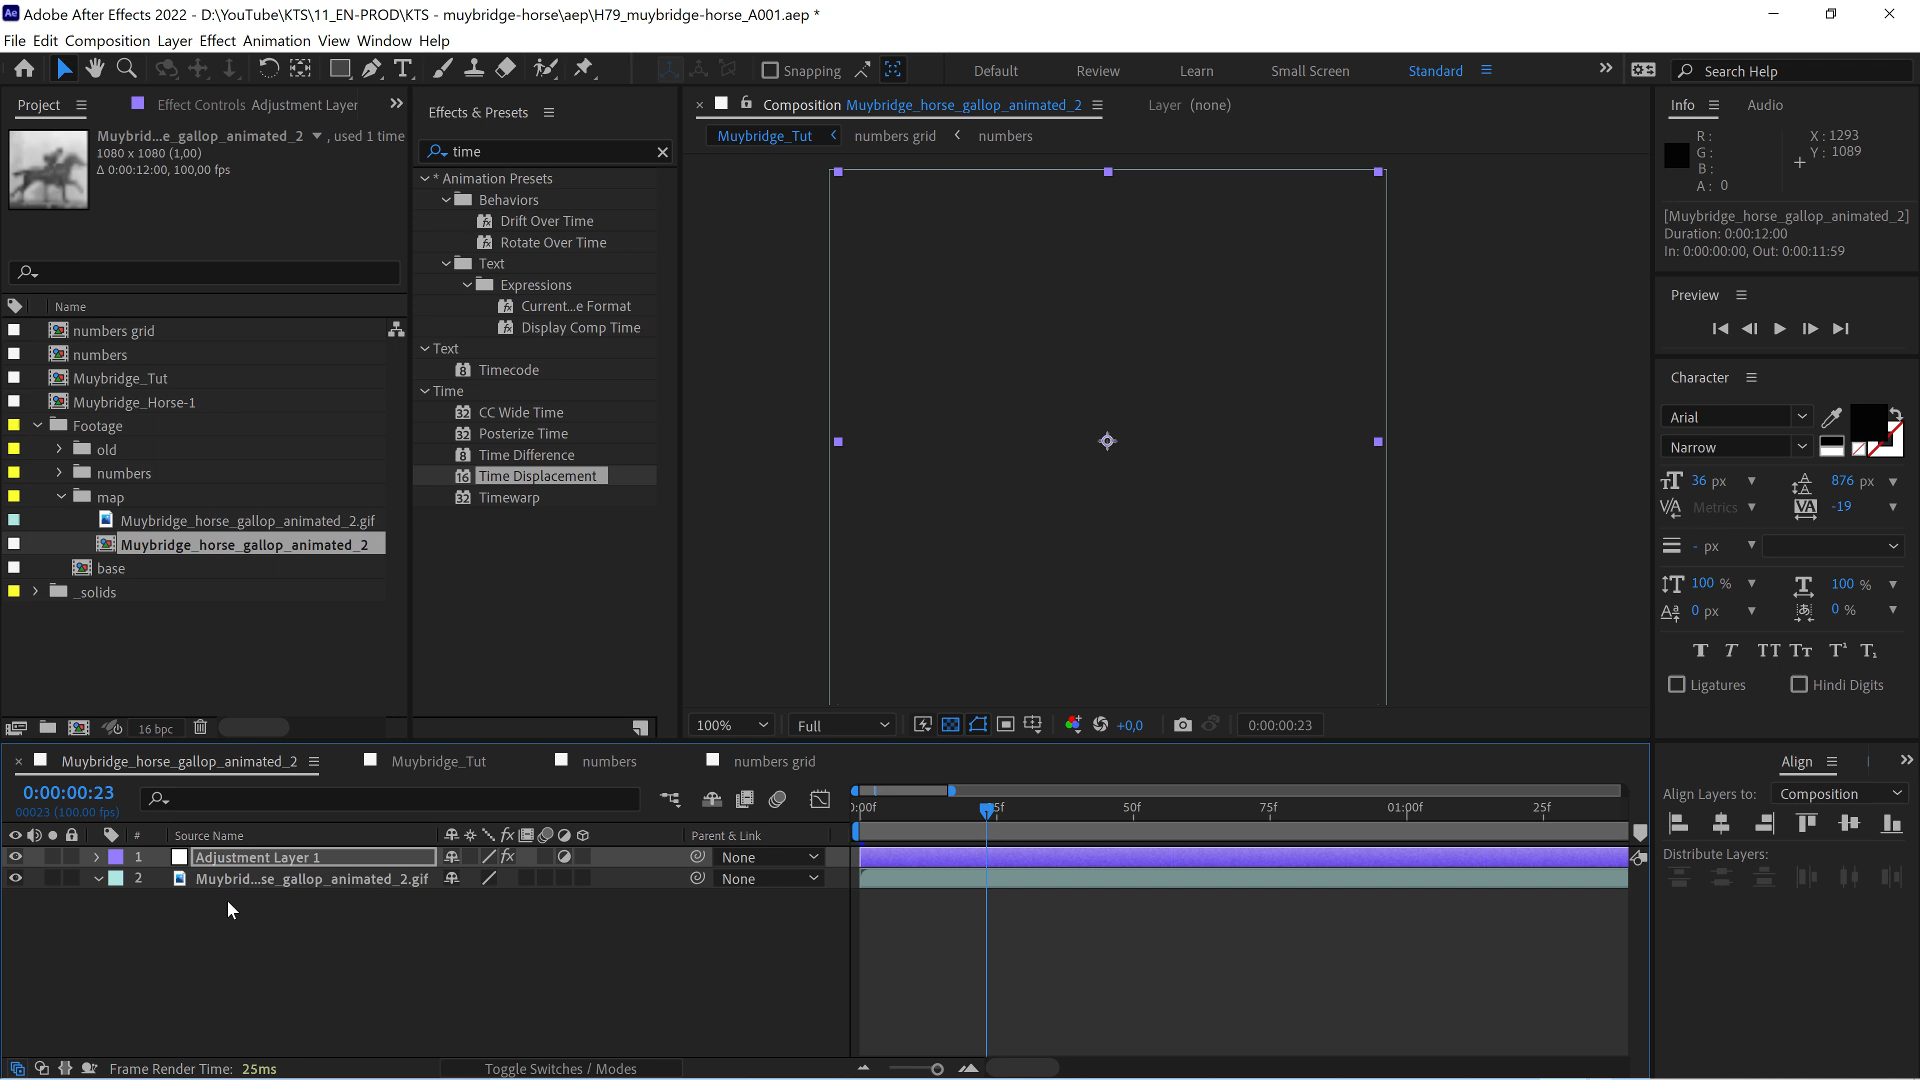 Adobe After Effects 2022 - D:\YouTube\KTS\11_EN-PROD\KTS - muybridge-horse\aep\H79_muybridge-horse_A001.aep *
File Edit Composition Layer Effect Animation View Window Help
Snapping
Default Review Learn Small Screen Standard
Search Help
Project
Effect Controls Adjustment Layer
Muybrid...e_gallop_animated_2 , used 1 time
1080 x 1080 (1,00)
Δ 0:00:12:00, 100,00 fps
Name
numbers grid
numbers
Muybridge_Tut
Muybridge_Horse-1
Footage
old
numbers
map
Muybridge_horse_gallop_animated_2.gif
Muybridge_horse_gallop_animated_2
base
_solids
16 bpc
Effects & Presets
time
* Animation Presets
Behaviors
Drift Over Time
Rotate Over Time
Text
Expressions
Current...e Format
Display Comp Time
Text
Timecode
Time
CC Wide Time
Posterize Time
Time Difference
Time Displacement
Timewarp
Composition Muybridge_horse_gallop_animated_2
Layer (none)
Muybridge_Tut numbers grid numbers
100% Full +0,0 0:00:00:23
Info Audio
R: X : 1293
G: Y : 1089
B:
A: 0
[Muybridge_horse_gallop_animated_2]
Duration: 0:00:12:00
In: 0:00:00:00, Out: 0:00:11:59
Preview
Character
Arial
Narrow
36 px 876 px
Metrics -19
- px
100 % 100 %
0 px 0 %
Ligatures Hindi Digits
Muybridge_horse_gallop_animated_2 Muybridge_Tut numbers numbers grid
0:00:00:23
00023 (100.00 fps)
):00f 5f 50f 75f 01:00f 25f
# Source Name Parent & Link
1 Adjustment Layer 1 None
2 Muybrid...se_gallop_animated_2.gif None
Frame Render Time: 25ms Toggle Switches / Modes
Align
Align Layers to: Composition
Distribute Layers: